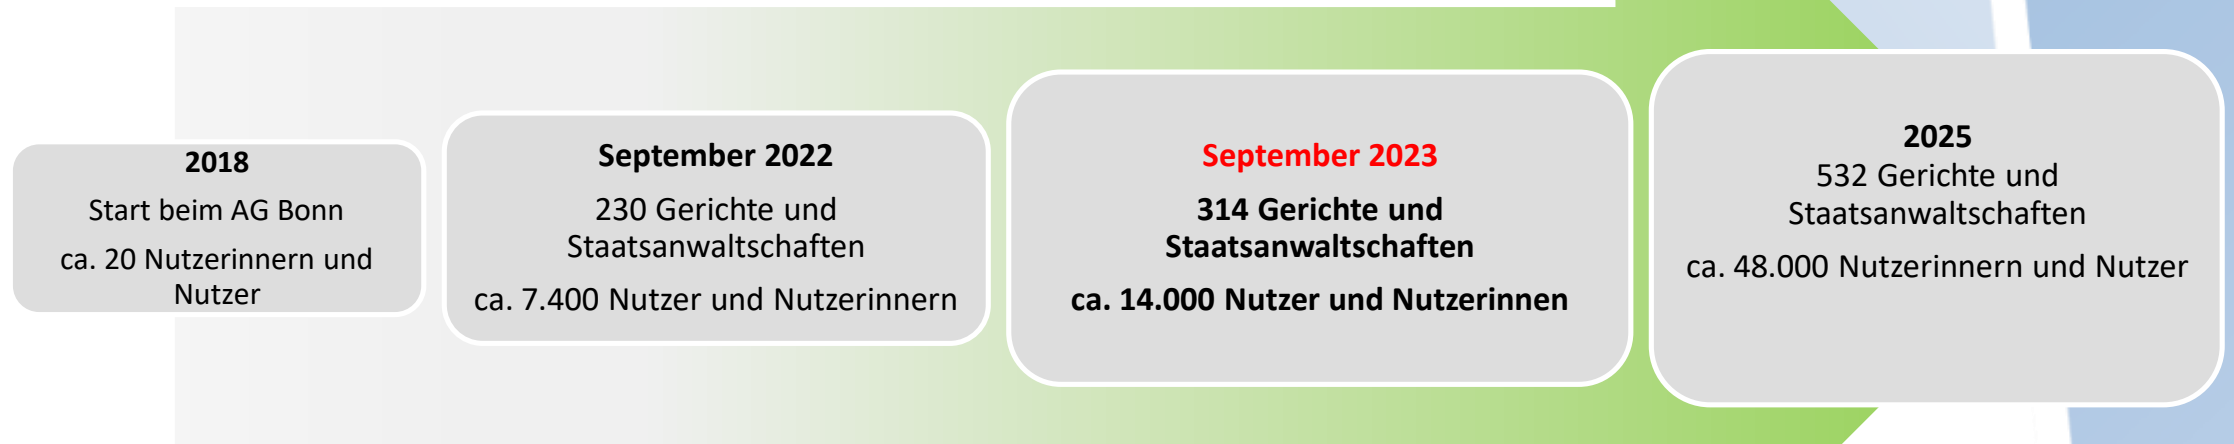 2018
Start beim AG Bonn
ca. 20 Nutzerinnern und
Nutzer
September 2022
230 Gerichte und
Staatsanwaltschaften
ca. 7.400 Nutzer und Nutzerinnern
September 2023
314 Gerichte und
Staatsanwaltschaften
ca. 14.000 Nutzer und Nutzerinnen
2025
532 Gerichte und
Staatsanwaltschaften
ca. 48.000 Nutzerinnern und Nutzer